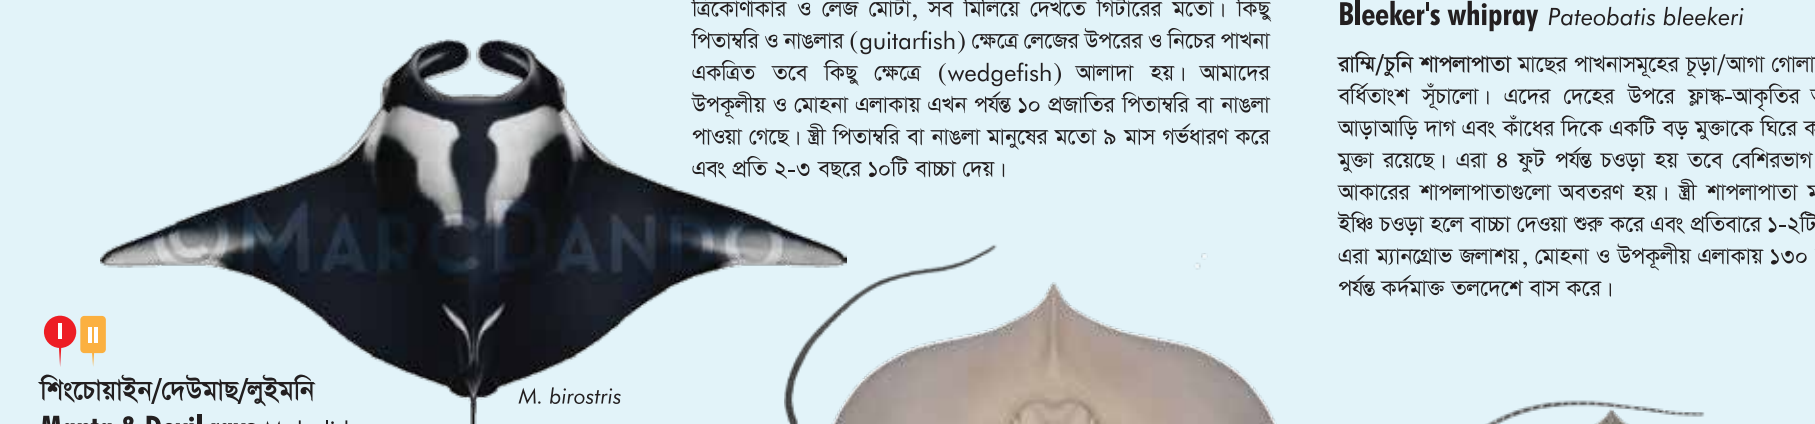 ত্রিকোণাকার ও লেজ মোটা, সব মিলিয়ে দেখতে গিটারের মতো। কিছু
পিতাম্বরি ও নাঙলার (guitarfish) ক্ষেত্রে লেজের উপরের ও নিচের পাখনা
একত্রিত তবে কিছু ক্ষেত্রে (wedgefish) আলাদা হয়। আমাদের
উপকূলীয় ও মোহনা এলাকায় এখন পর্যন্ত ১০ প্রজাতির পিতাম্বরি বা নাঙলা
পাওয়া গেছে। স্ত্রী পিতাম্বরি বা নাঙলা মানুষের মতো ৯ মাস গর্ভধারণ করে
এবং প্রতি ২-৩ বছরে ১০টি বাচ্চা দেয়।
©MARC DANDO
I II
শিংচোয়াইন/দেউমাছ/লুইমনি
M. birostris
Bleeker's whipray Pateobatis bleekeri
রাম্মি/চুনি শাপলাপাতা মাছের পাখনাসমূহের চূড়া/আগা গোলা
বর্ধিতাংশ সূঁচালো। এদের দেহের উপরে ফ্লাস্ক-আকৃতির
আড়াআড়ি দাগ এবং কাঁধের দিকে একটি বড় মুক্তাকে ঘিরে
মুক্তা রয়েছে। এরা ৪ ফুট পর্যন্ত চওড়া হয় তবে বেশিরভাগ
আকারের শাপলাপাতাগুলো অবতরণ হয়। স্ত্রী শাপলাপাতা
ইঞ্চি চওড়া হলে বাচ্চা দেওয়া শুরু করে এবং প্রতিবারে ১-২টি
এরা ম্যানগ্রোভ জলাশয়, মোহনা ও উপকূলীয় এলাকায় ১৩০
পর্যন্ত কর্দমাক্ত তলদেশে বাস করে।